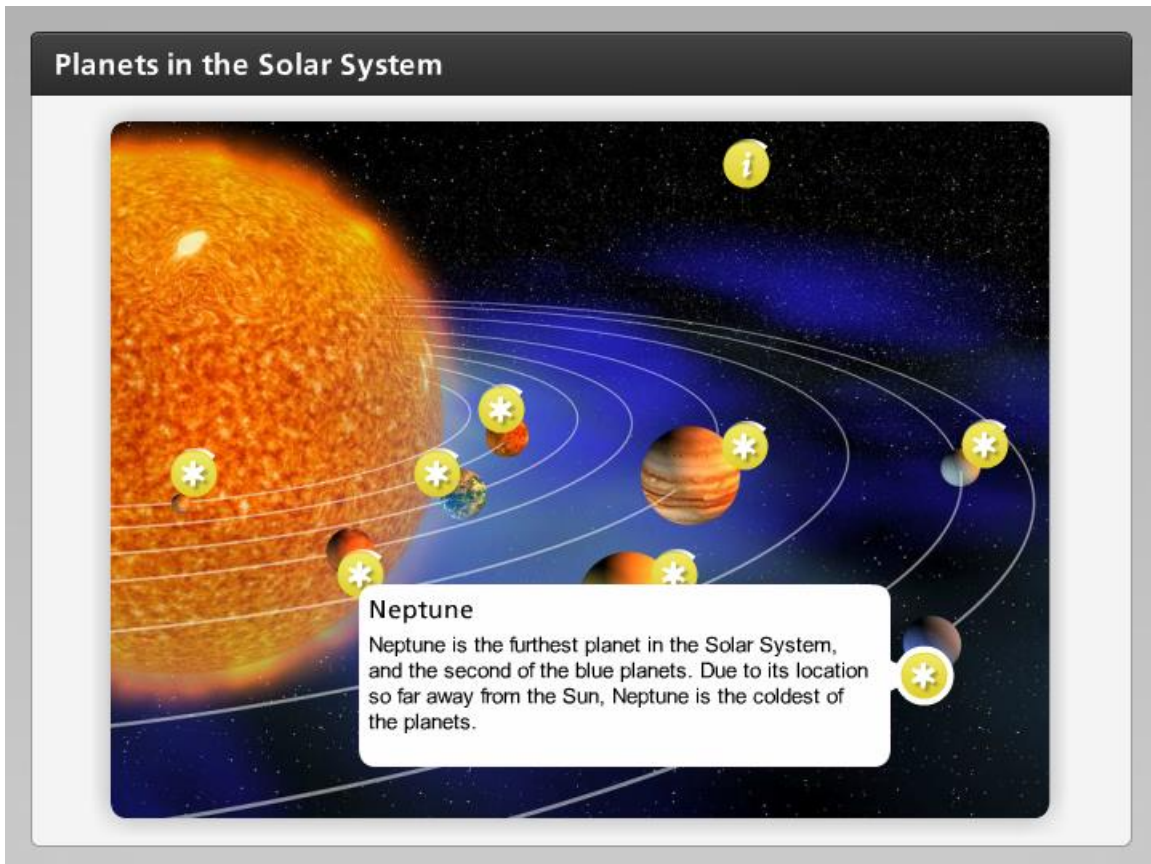 Planets in the Solar System
i
Neptune
Neptune is the furthest planet in the Solar System,
and the second of the blue planets. Due to its location
so far away from the Sun, Neptune is the coldest of
the planets.